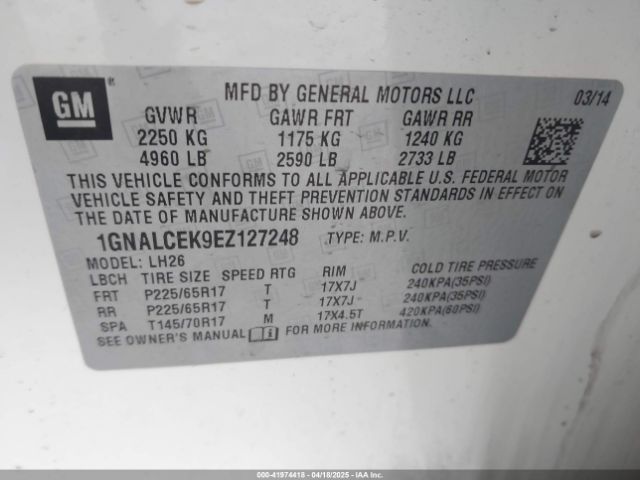 GM ®
MFD BY GENERAL MOTORS LLC 03/14
GVWR GAWR FRT GAWR RR
2250 KG 1175 KG 1240 KG
4960 LB 2590 LB 2733 LB
THIS VEHICLE CONFORMS TO ALL APPLICABLE U.S. FEDERAL MOTOR
VEHICLE SAFETY AND THEFT PREVENTION STANDARDS IN EFFECT ON
THE DATE OF MANUFACTURE SHOWN ABOVE.
1GNALCEK9EZ127248 TYPE: M.P.V.
MODEL: LH26
LBCH TIRE SIZE SPEED RTG RIM COLD TIRE PRESSURE
FRT P225/65R17 T 17X7J 240KPA(35PSI)
RR P225/65R17 T 17X7J 240KPA(35PSI)
SPA T145/70R17 M 17X4.5T 420KPA(60PSI)
SEE OWNER'S MANUAL FOR MORE INFORMATION.
000-41974418 - 04/18/2025 - IAA Inc.